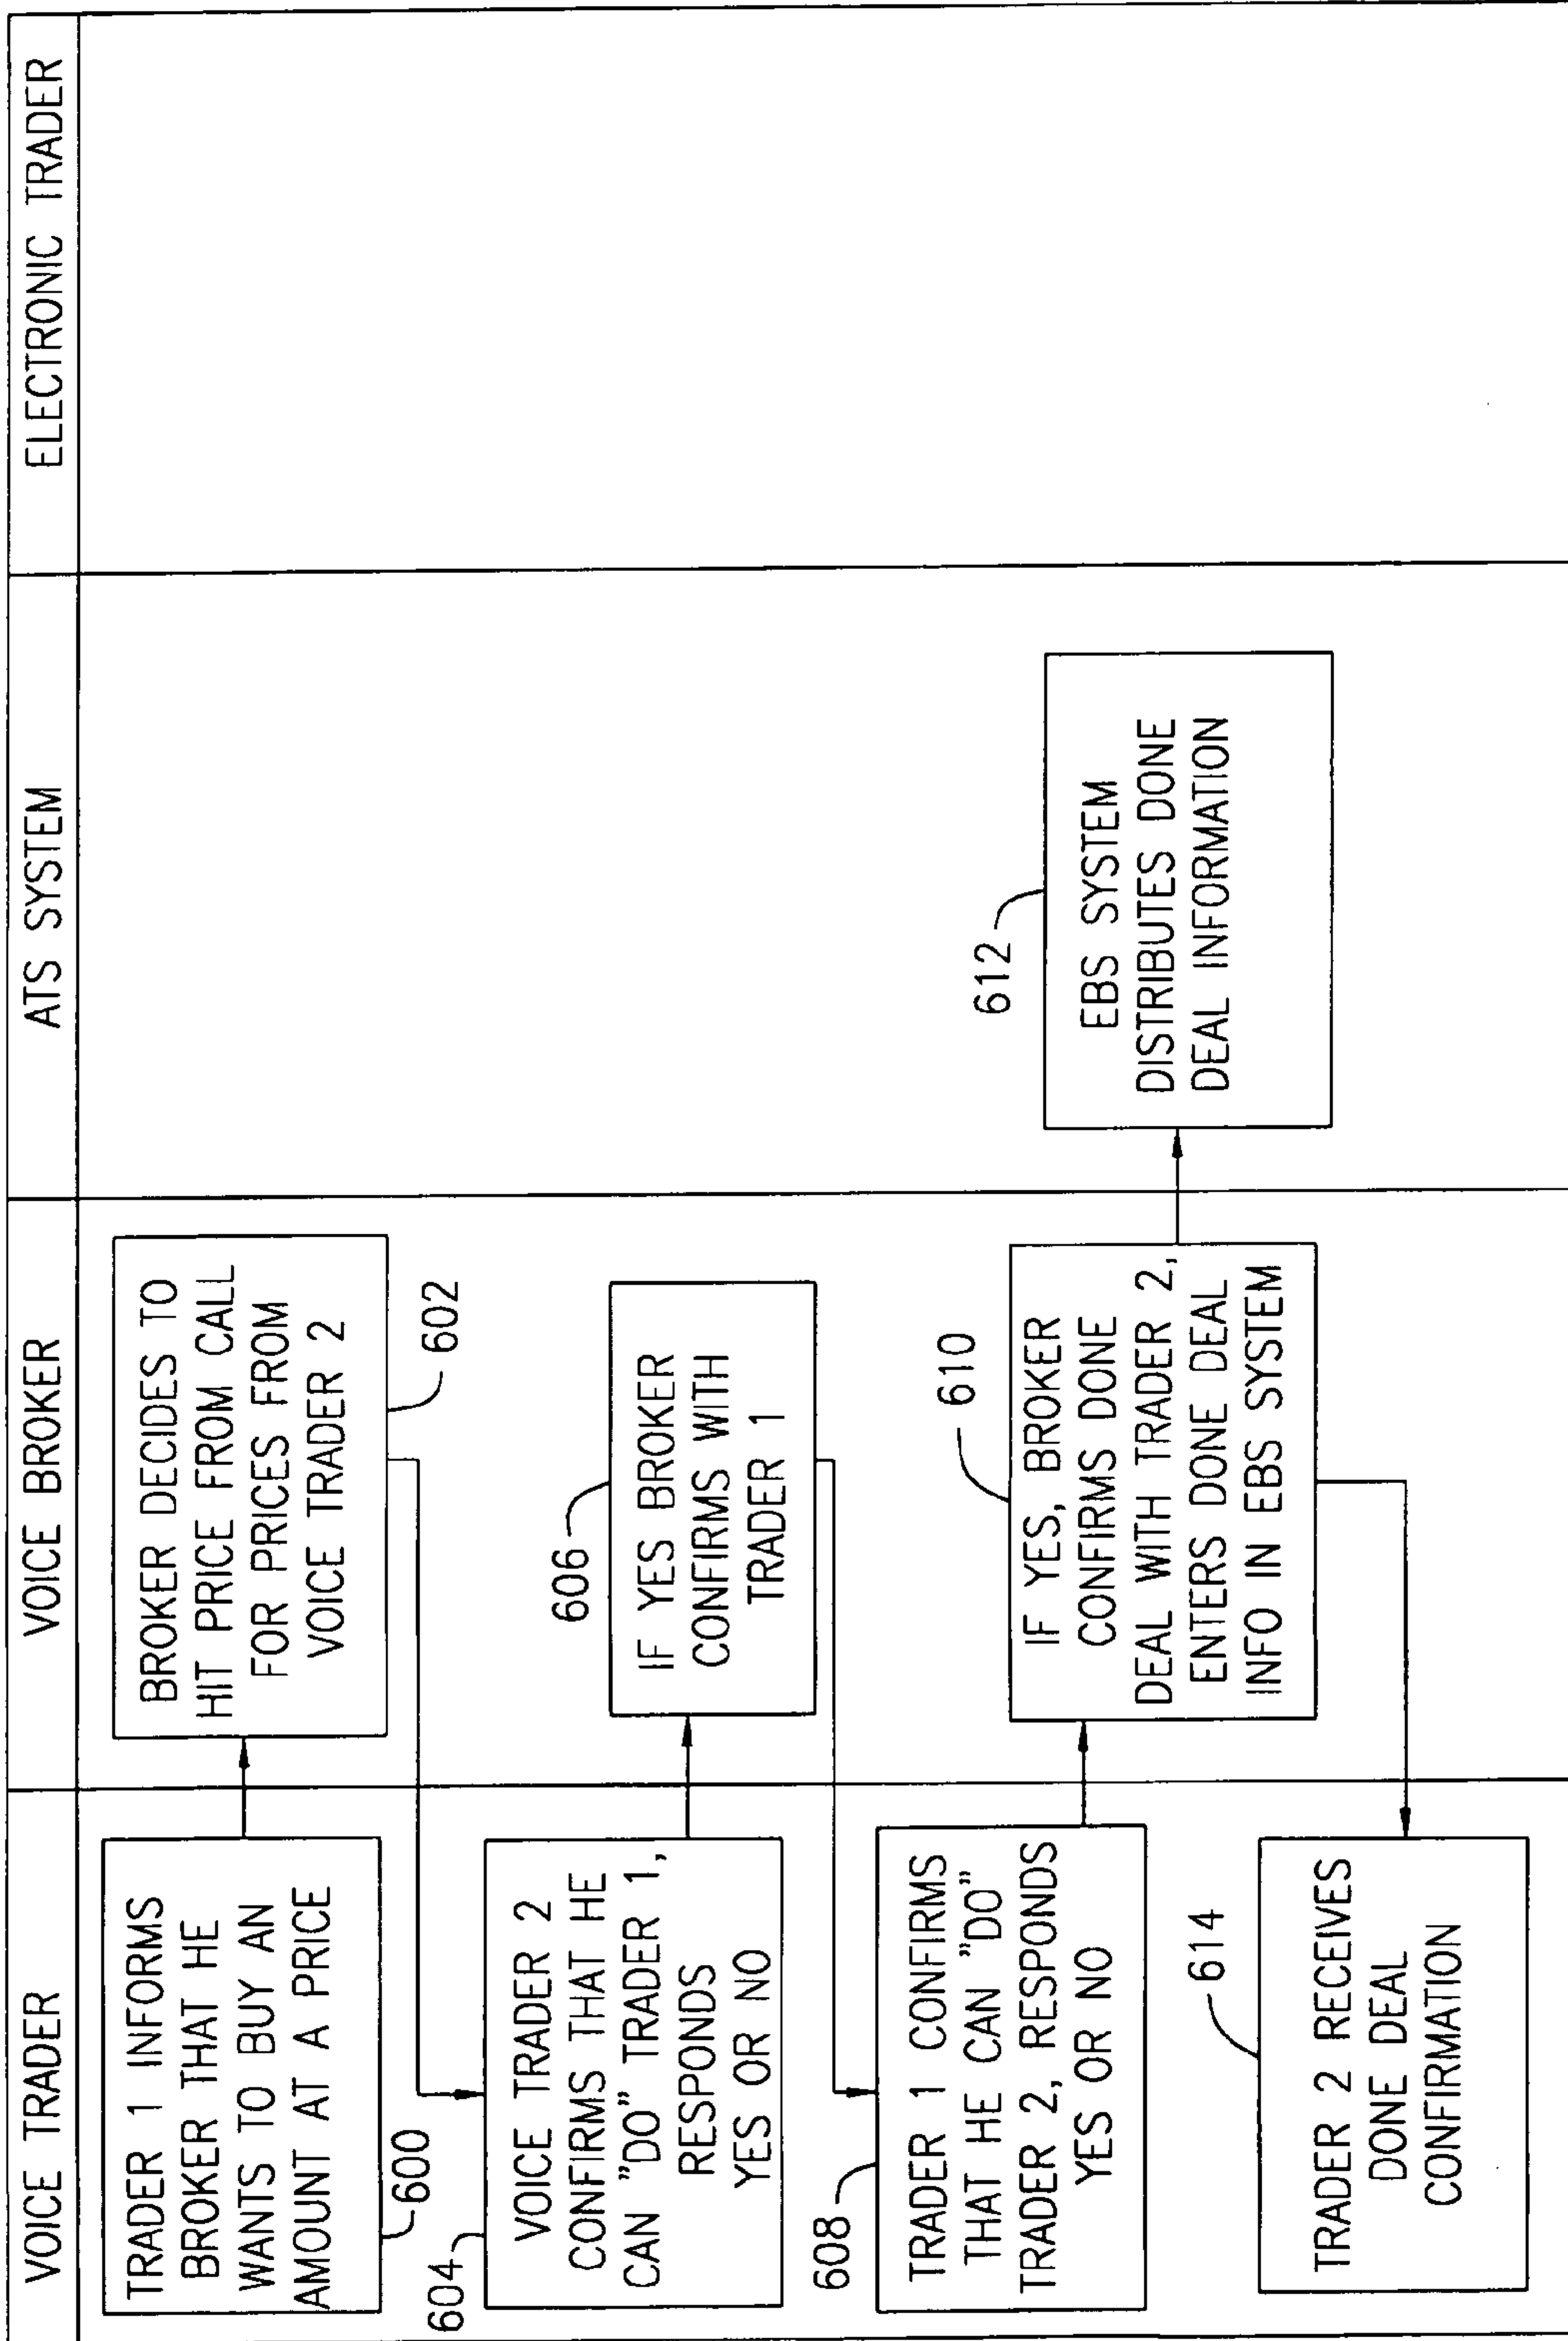 VOICE TRADER
VOICE BROKER
ATS SYSTEM
ELECTRONIC TRADER
TRADER 1 INFORMS
BROKER THAT HE
WANTS TO BUY AN
AMOUNT AT A PRICE
600
BROKER DECIDES TO
HIT PRICE FROM CALL
FOR PRICES FROM
VOICE TRADER 2
602
604
VOICE TRADER 2
CONFIRMS THAT HE
CAN "DO" TRADER 1,
RESPONDS
YES OR NO
606
IF YES BROKER
CONFIRMS WITH
TRADER 1
608
TRADER 1 CONFIRMS
THAT HE CAN "DO"
TRADER 2, RESPONDS
YES OR NO
610
IF YES, BROKER
CONFIRMS DONE
DEAL WITH TRADER 2,
ENTERS DONE DEAL
INFO IN EBS SYSTEM
612
EBS SYSTEM
DISTRIBUTES DONE
DEAL INFORMATION
614
TRADER 2 RECEIVES
DONE DEAL
CONFIRMATION